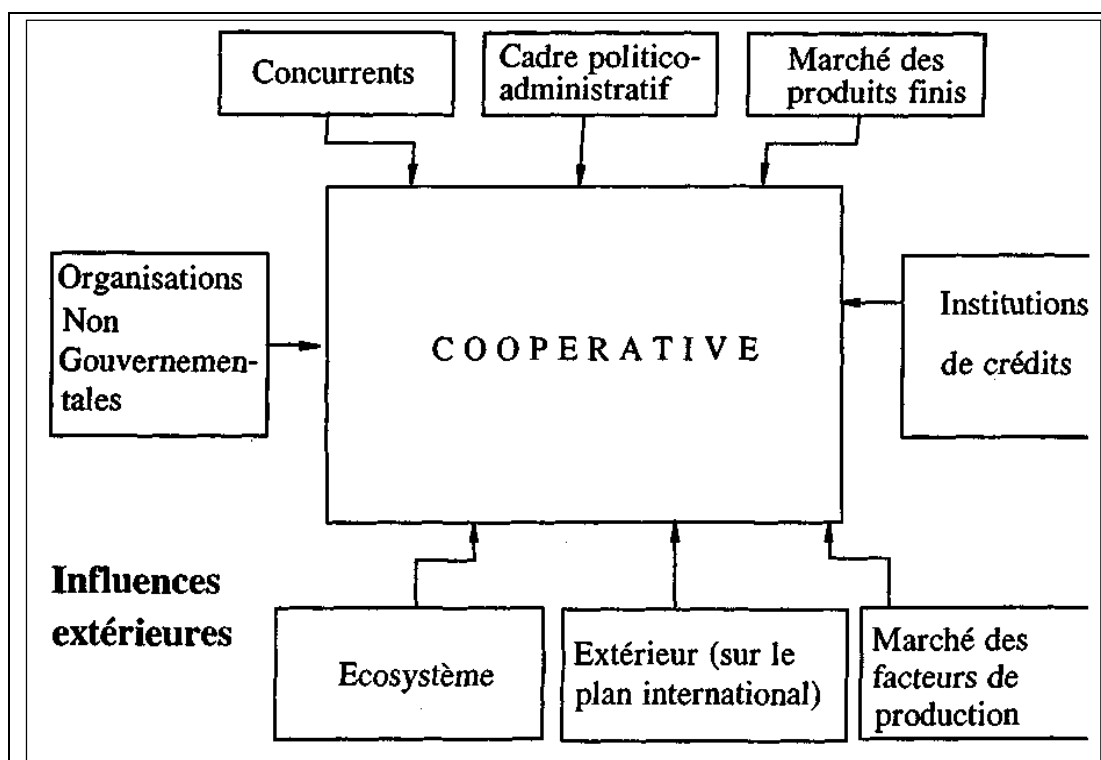 Concurrents
Cadre politico-
administratif
Marché des
produits finis
Organisations
Non
Gouvernemen-
tales
COOPERATIVE
Institutions
de crédits
Influences
extérieures
Ecosystème
Extérieur (sur le
plan international)
Marché des
facteurs de
production